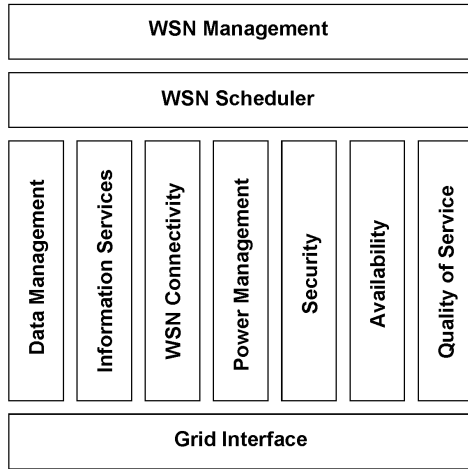 WSN Management
WSN Scheduler
Data Management
Information Services
WSN Connectivity
Power Management
Security
Availability
Quality of Service
Grid Interface